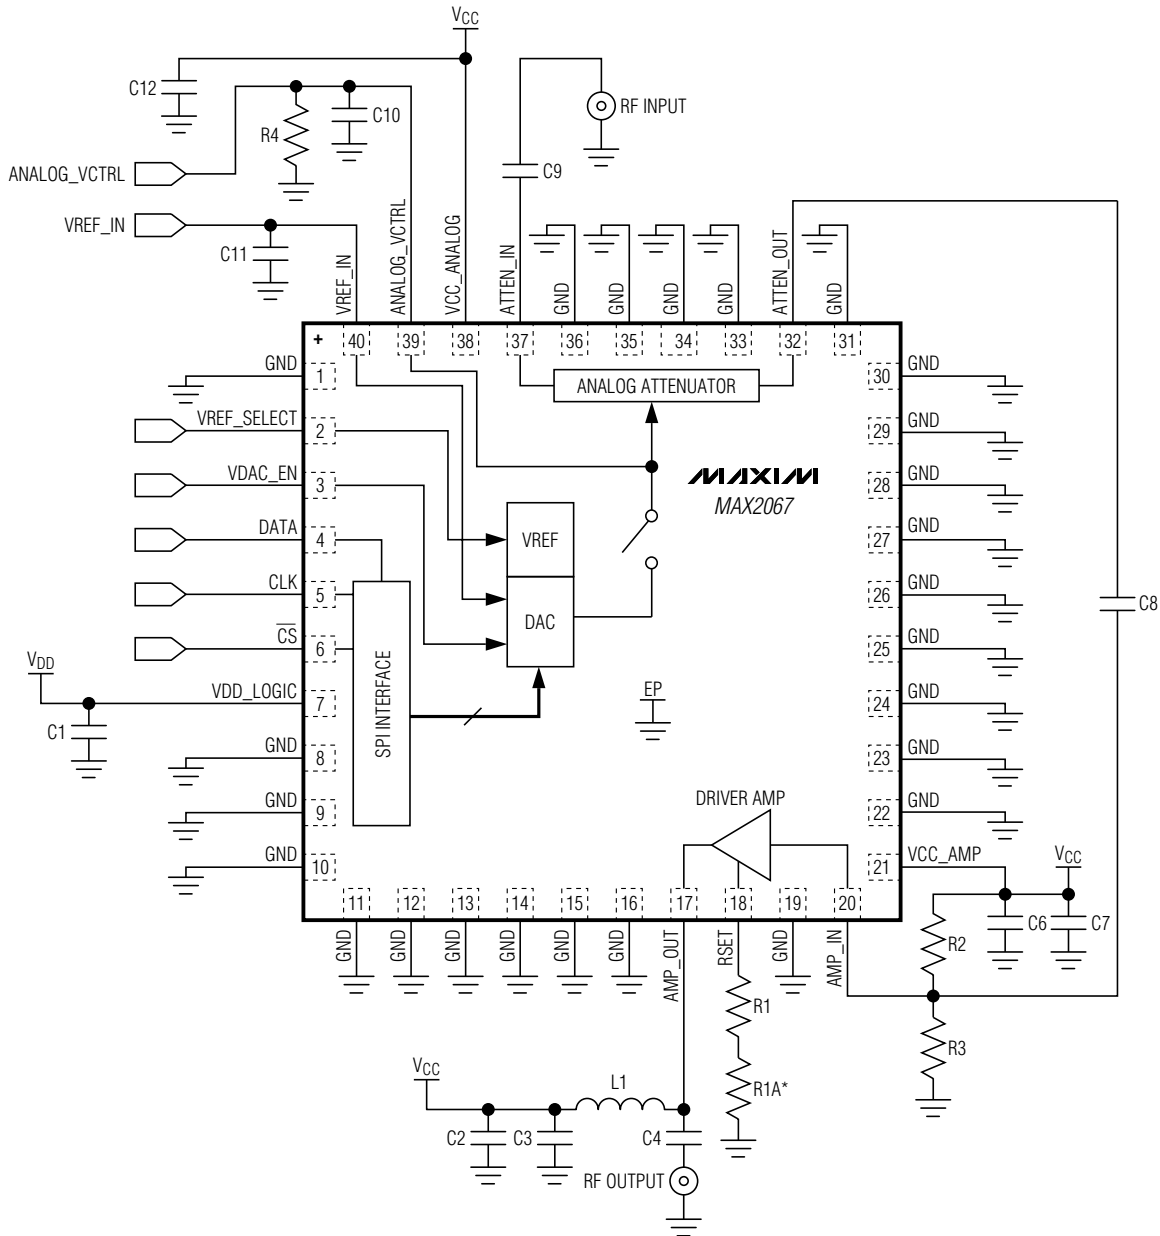 VCC
C12
C10
R4
RF INPUT
ANALOG_VCTRL
C9
VREF_IN
C11
VREF_IN
ANALOG_VCTRL
VCC_ANALOG
ATTEN_IN
GND
GND
GND
GND
ATTEN_OUT
GND
+
40
39
38
37
36
35
34
33
32
31
GND
1
ANALOG ATTENUATOR
30
GND
VREF_SELECT
2
29
GND
VDAC_EN
3
MAXIM
MAX2067
28
GND
DATA
4
VREF
27
GND
CLK
5
DAC
26
GND
C8
CS
6
25
GND
VDD
VDD_LOGIC
7
SPI INTERFACE
EP
24
GND
C1
GND
8
23
GND
GND
9
DRIVER AMP
22
GND
GND
10
21
VCC_AMP
VCC
11
12
13
14
15
16
17
18
19
20
GND
GND
GND
GND
GND
GND
AMP_OUT
RSET
GND
AMP_IN
R2
C6
C7
R1
R3
VCC
L1
R1A*
C2
C3
C4
RF OUTPUT